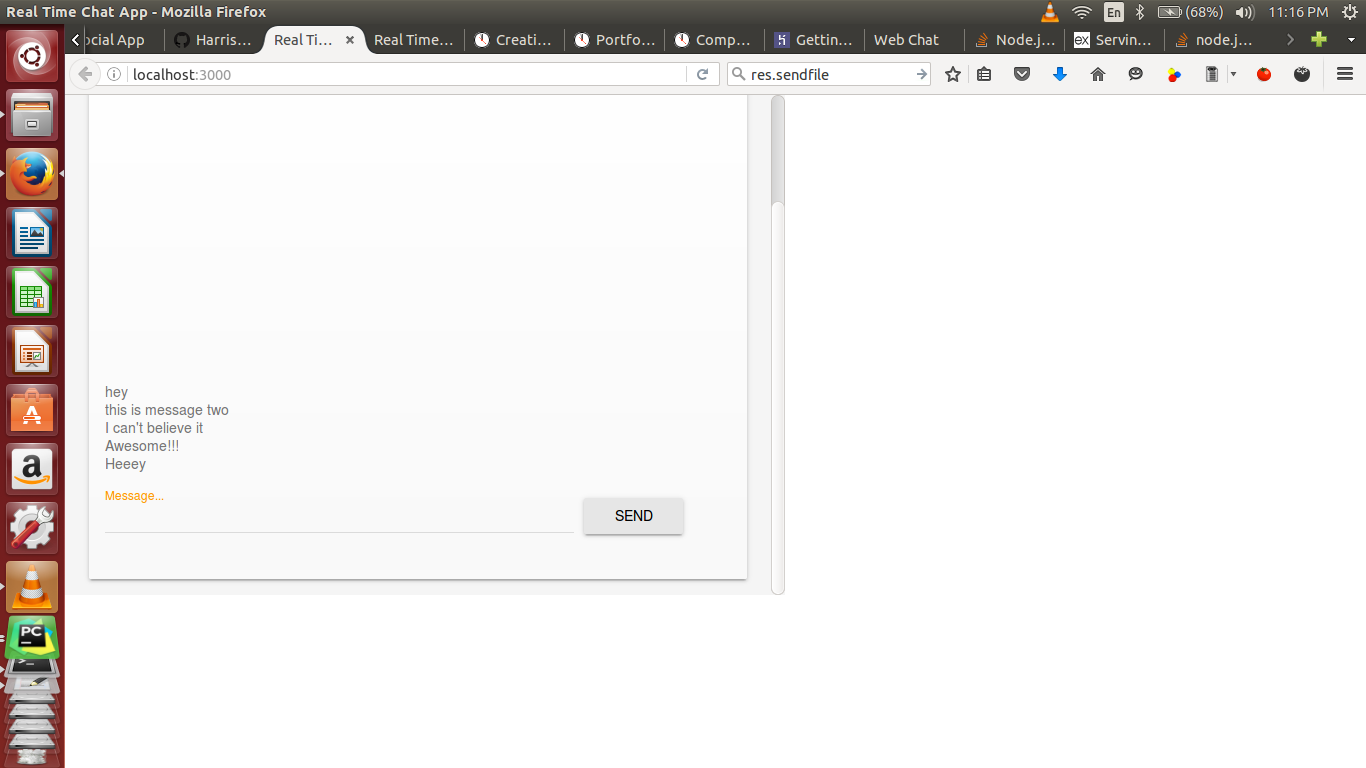 Real Time Chat App - Mozilla Firefox
En
(68%)
11:16 PM
ocial App
Harris...
Real Ti...
Real Time...
Creati...
Portfo...
Comp...
Gettin...
Web Chat
Node.j...
ex
Servin...
node.j...
localhost:3000
res.sendfile
hey
this is message two
I can't believe it
Awesome!!!
Heeey
Message...
SEND
A
a
PC